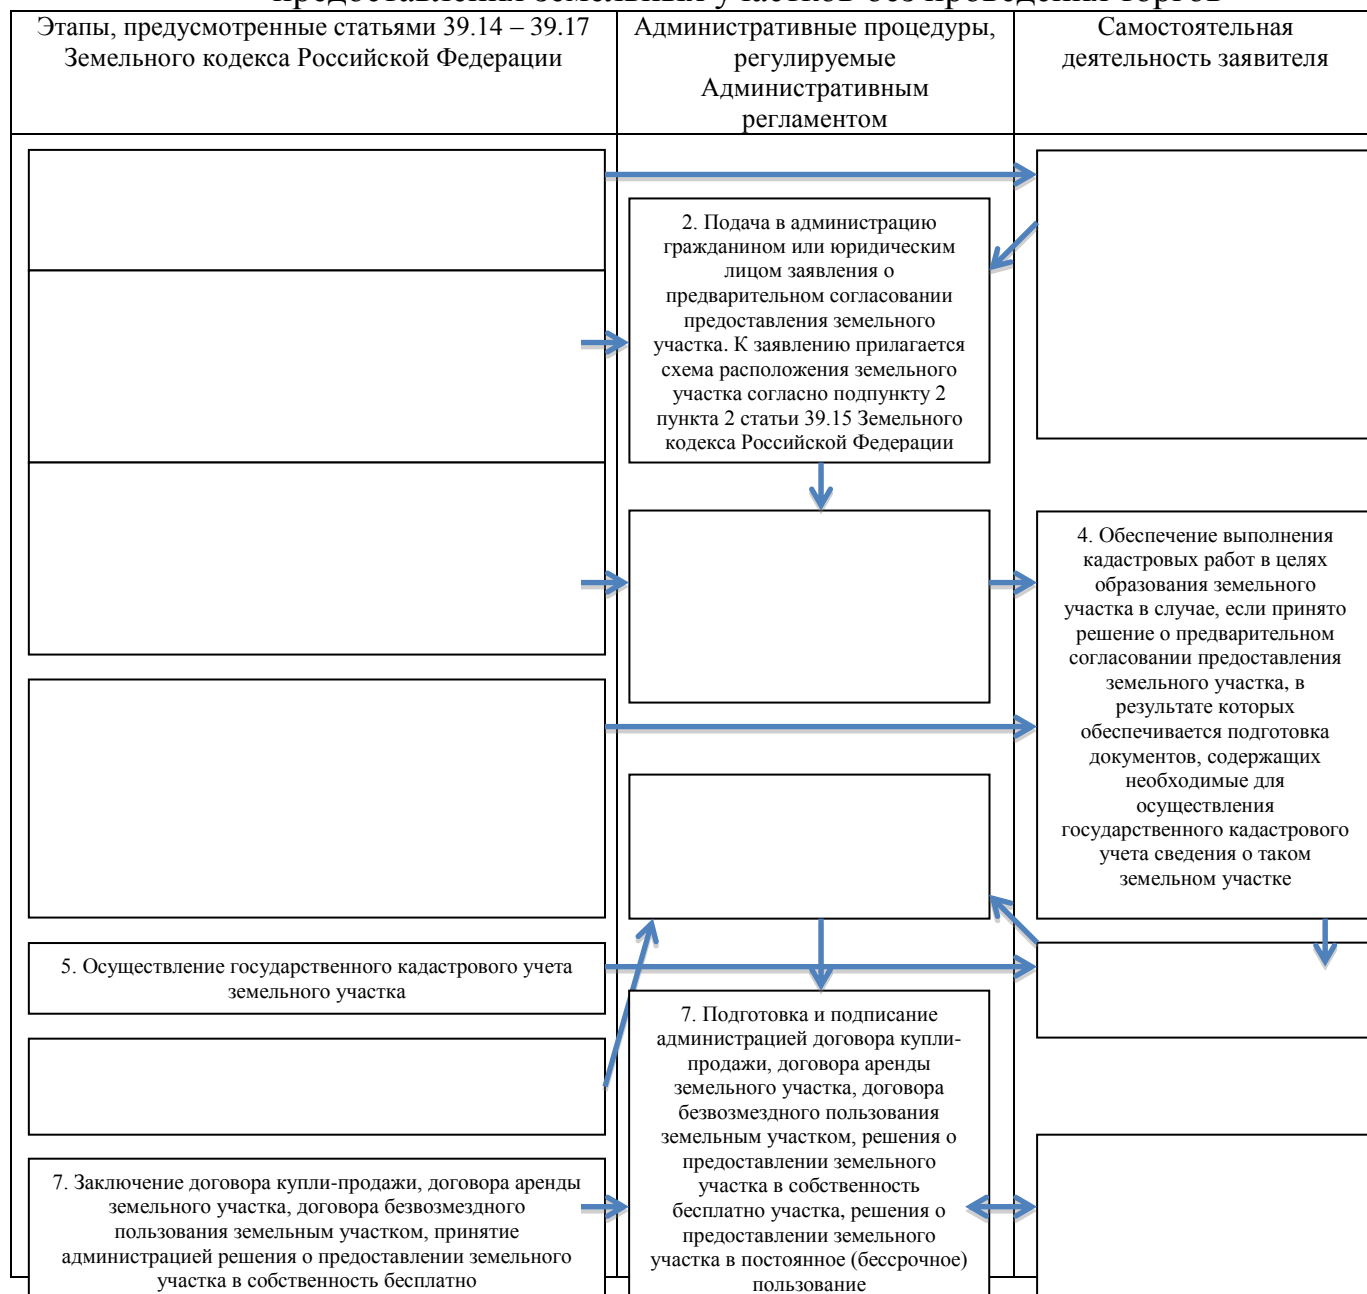 предоставления земельных участков без проведения торгов
Этапы, предусмотренные статьями 39.14 – 39.17
Земельного кодекса Российской Федерации
Административные процедуры,
регулируемые
Административным
регламентом
Самостоятельная
деятельность заявителя
2. Подача в администрацию
гражданином или юридическим
лицом заявления о
предварительном согласовании
предоставления земельного
участка. К заявлению прилагается
схема расположения земельного
участка согласно подпункту 2
пункта 2 статьи 39.15 Земельного
кодекса Российской Федерации
4. Обеспечение выполнения
кадастровых работ в целях
образования земельного
участка в случае, если принято
решение о предварительном
согласовании предоставления
земельного участка, в
результате которых
обеспечивается подготовка
документов, содержащих
необходимые для
осуществления
государственного кадастрового
учета сведения о таком
земельном участке
5. Осуществление государственного кадастрового учета
земельного участка
7. Подготовка и подписание
администрацией договора купли-
продажи, договора аренды
земельного участка, договора
безвозмездного пользования
земельным участком, решения о
предоставлении земельного
участка в собственность
бесплатно участка, решения о
предоставлении земельного
участка в постоянное (бессрочное)
пользование
7. Заключение договора купли-продажи, договора аренды
земельного участка, договора безвозмездного
пользования земельным участком, принятие
администрацией решения о предоставлении земельного
участка в собственность бесплатно